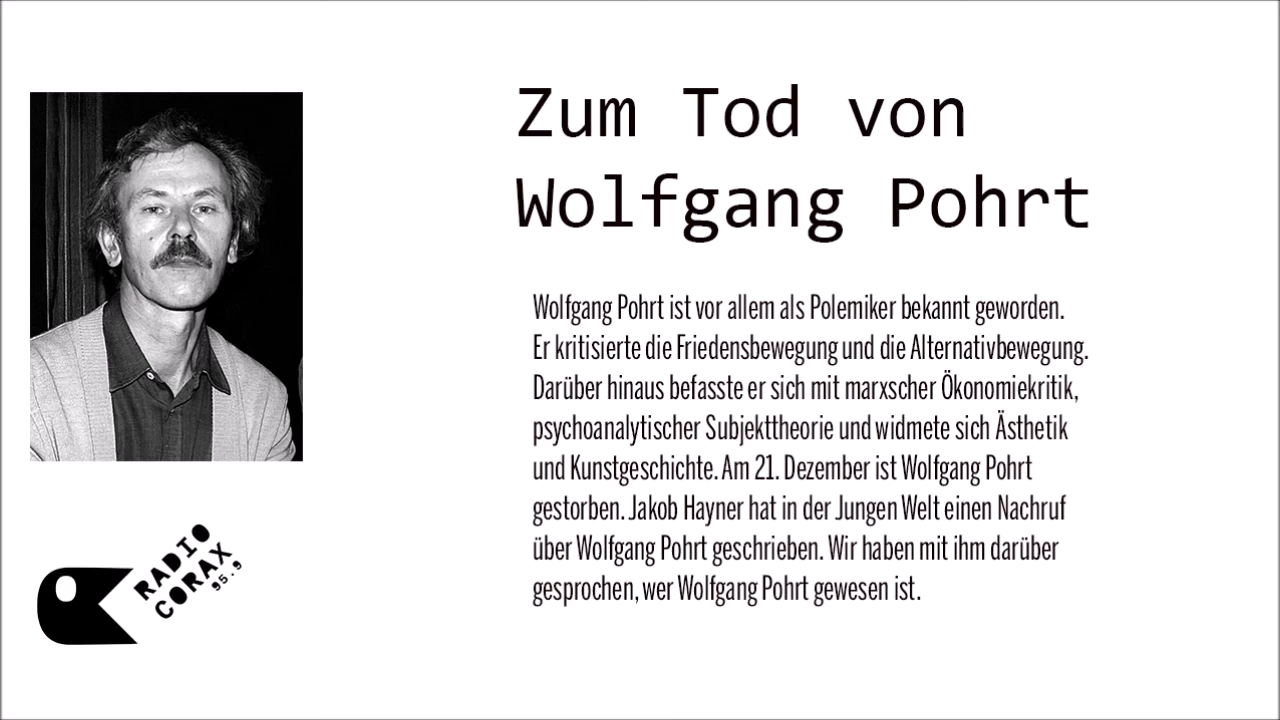 Zum Tod von
Wolfgang Pohrt
Wolfgang Pohrt ist vor allem als Polemiker bekannt geworden.
Er kritisierte die Friedensbewegung und die Alternativbewegung.
Darüber hinaus befasste er sich mit marxscher Ökonomiekritik,
psychoanalytischer Subjekttheorie und widmete sich Ästhetik
und Kunstgeschichte. Am 21. Dezember ist Wolfgang Pohrt
gestorben. Jakob Hayner hat in der Jungen Welt einen Nachruf
über Wolfgang Pohrt geschrieben. Wir haben mit ihm darüber
gesprochen, wer Wolfgang Pohrt gewesen ist.
RADIO
CORAX
95.9